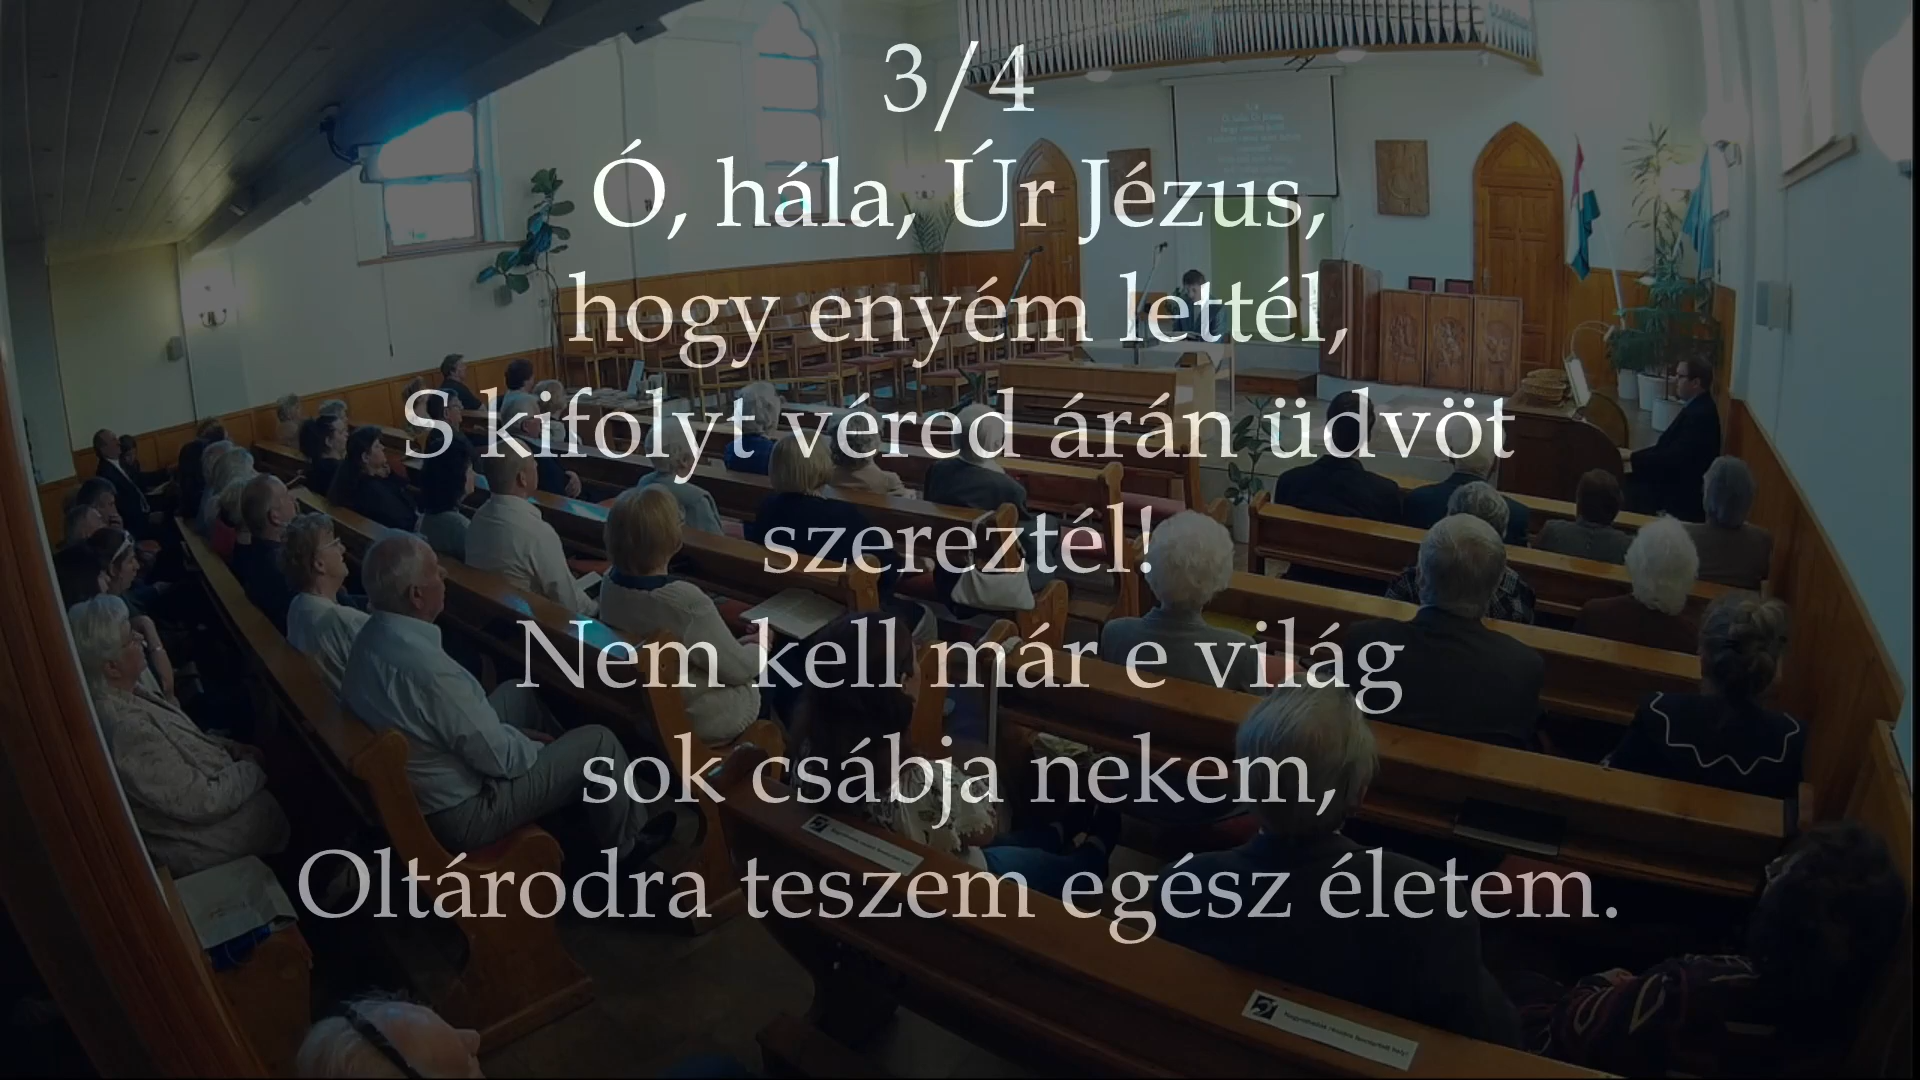 3/4
Ó, hála, Úr Jézus,
hogy enyém lettél,
S kifolyt véred árán üdvöt
szereztél!
Nem kell már e világ
sok csábja nekem,
Oltárodra teszem egész életem.